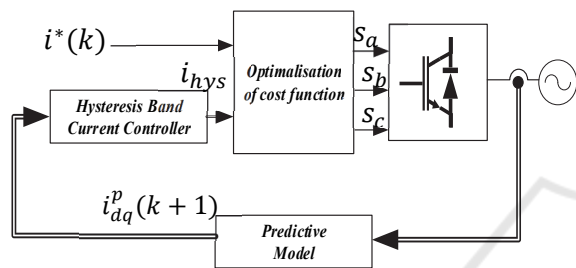 i*(k)
i_hys
Hysteresis Band
Current Controller
Optimalisation
of cost function
s_a
s_b
s_c
i^p_dq(k + 1)
Predictive
Model